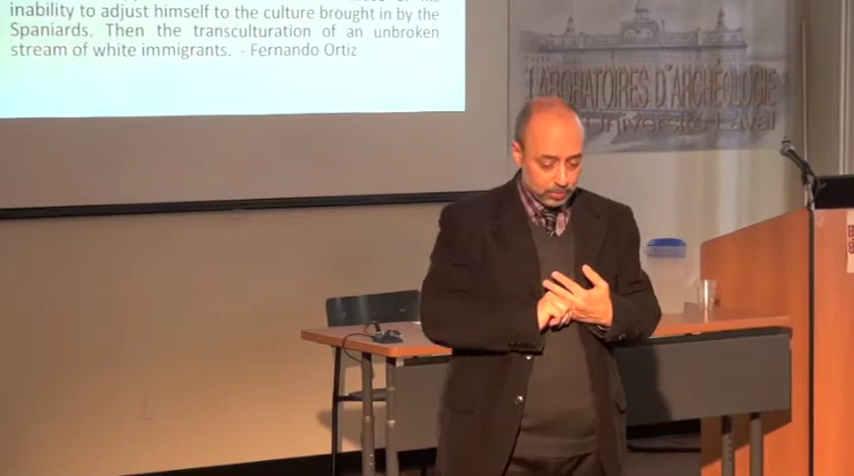 inability to adjust himself to the culture brought in by the
Spaniards. Then the transculturation of an unbroken
stream of white immigrants. - Fernando Ortiz
LABORATOIRES D'ARCHÉOLOGIE
Université Laval